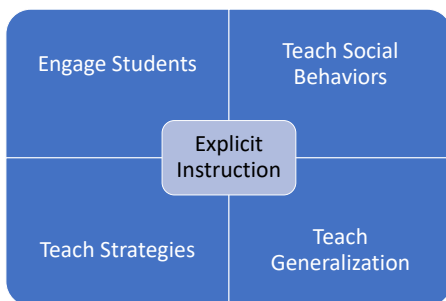 Engage Students
Teach Social
Behaviors
Explicit
Instruction
Teach Strategies
Teach
Generalization